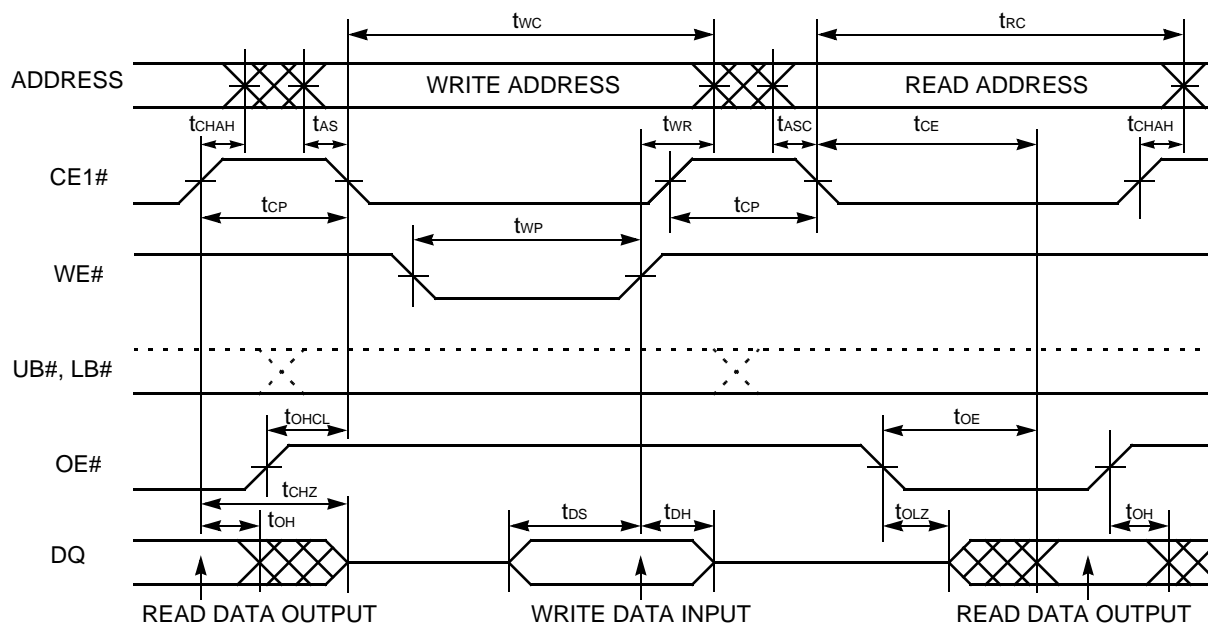 tWC tRC
ADDRESS WRITE ADDRESS READ ADDRESS
tCHAH tAS tWR tASC tCE tCHAH
CE1#
tCP tWP tCP
WE#
UB#, LB#
tOHCL tOE
OE#
tCHZ
tOH tDS tDH tOLZ tOH
DQ
READ DATA OUTPUT WRITE DATA INPUT READ DATA OUTPUT